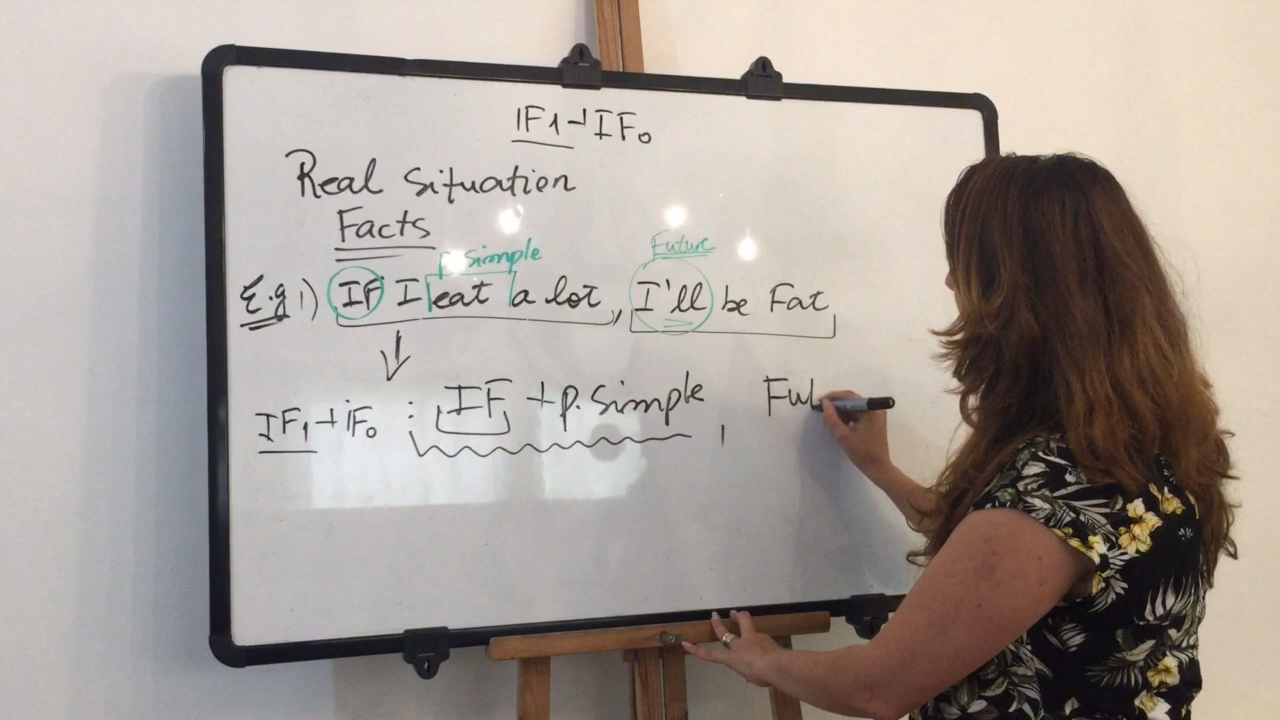 IF1 + IF0
Real Situation
Facts
P. Simple
Future
E.g 1) IF I eat a lot, I'll be Fat
IF1 + iF0 : IF + p. simple , Fut